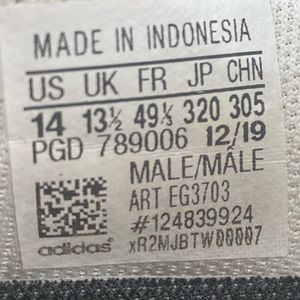 MADE IN INDONESIA
US UK FR JP CHN
14 13½ 49⅓ 320 305
PGD 789006 12/19
MALE/MÂLE
ART EG3703
#124839924
adidas® xR2MJBTW00007